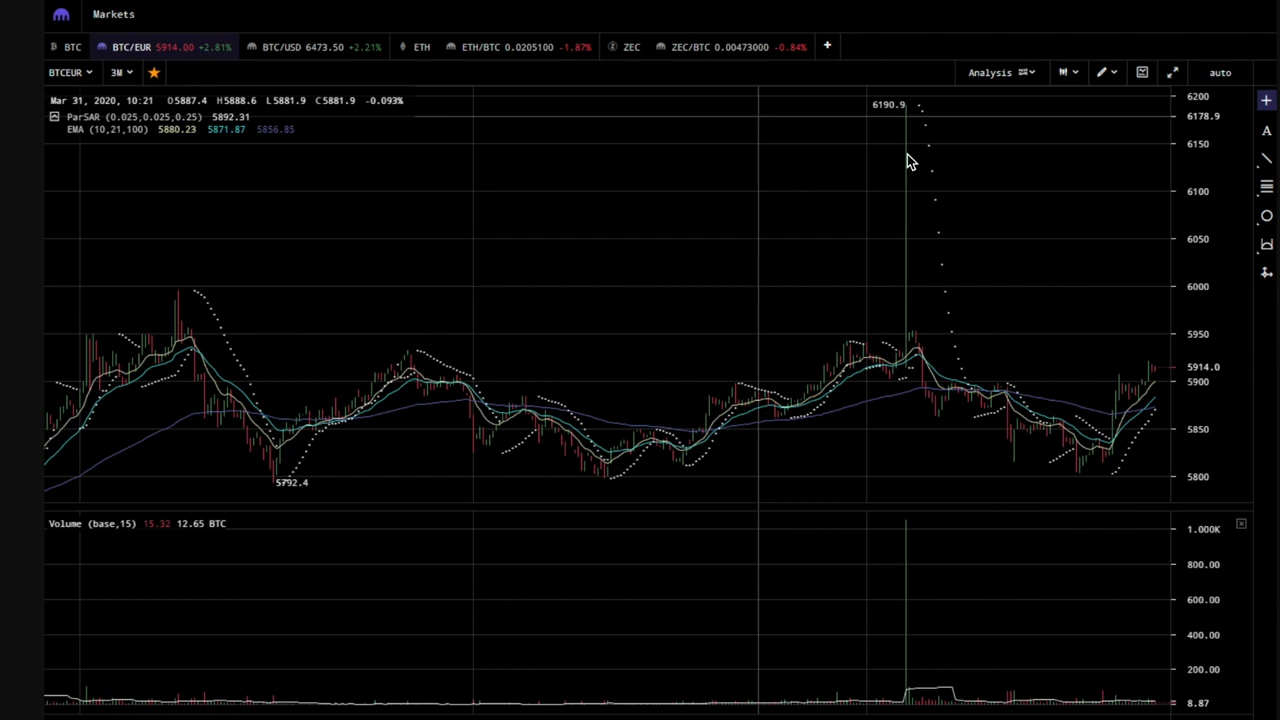 Markets
BTC BTC/EUR 5914.00 +2.81% BTC/USD 6473.50 +2.21% ETH ETH/BTC 0.0205100 -1.87% ZEC ZEC/BTC 0.00473000 -0.84% +
BTCEUR 3M Analysis auto
Mar 31, 2020, 10:21 O5887.4 H5888.6 L5881.9 C5881.9 -0.093%
ParSAR (0.025,0.025,0.25) 5892.31
EMA (10,21,100) 5880.23 5871.87 5856.85
6190.9
5792.4
6200
6178.9
6150
6100
6050
6000
5950
5914.0
5900
5850
5800
A
Volume (base,15) 15.32 12.65 BTC
1.000K
800.00
600.00
400.00
200.00
8.87